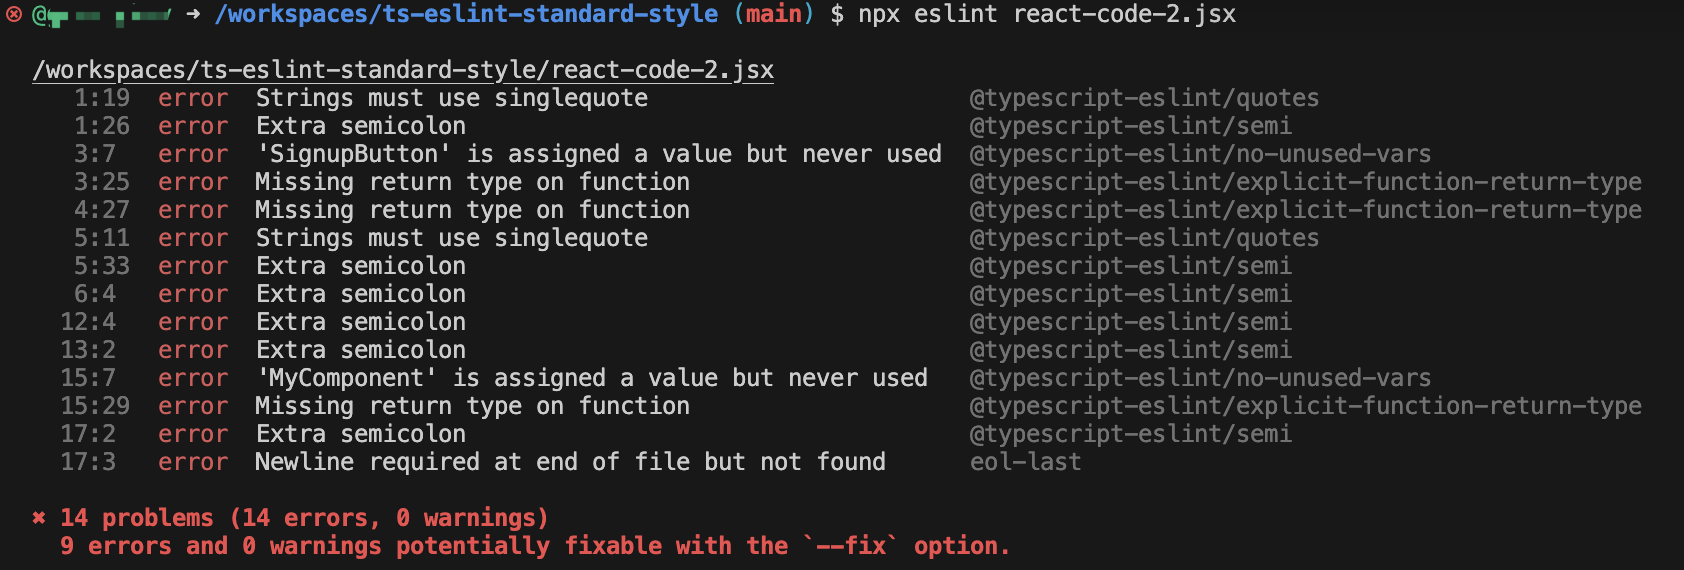 @ → /workspaces/ts-eslint-standard-style (main) $ npx eslint react-code-2.jsx
/workspaces/ts-eslint-standard-style/react-code-2.jsx
1:19 error Strings must use singlequote @typescript-eslint/quotes
1:26 error Extra semicolon @typescript-eslint/semi
3:7 error 'SignupButton' is assigned a value but never used @typescript-eslint/no-unused-vars
3:25 error Missing return type on function @typescript-eslint/explicit-function-return-type
4:27 error Missing return type on function @typescript-eslint/explicit-function-return-type
5:11 error Strings must use singlequote @typescript-eslint/quotes
5:33 error Extra semicolon @typescript-eslint/semi
6:4 error Extra semicolon @typescript-eslint/semi
12:4 error Extra semicolon @typescript-eslint/semi
13:2 error Extra semicolon @typescript-eslint/semi
15:7 error 'MyComponent' is assigned a value but never used @typescript-eslint/no-unused-vars
15:29 error Missing return type on function @typescript-eslint/explicit-function-return-type
17:2 error Extra semicolon @typescript-eslint/semi
17:3 error Newline required at end of file but not found eol-last
✖ 14 problems (14 errors, 0 warnings)
9 errors and 0 warnings potentially fixable with the `--fix` option.